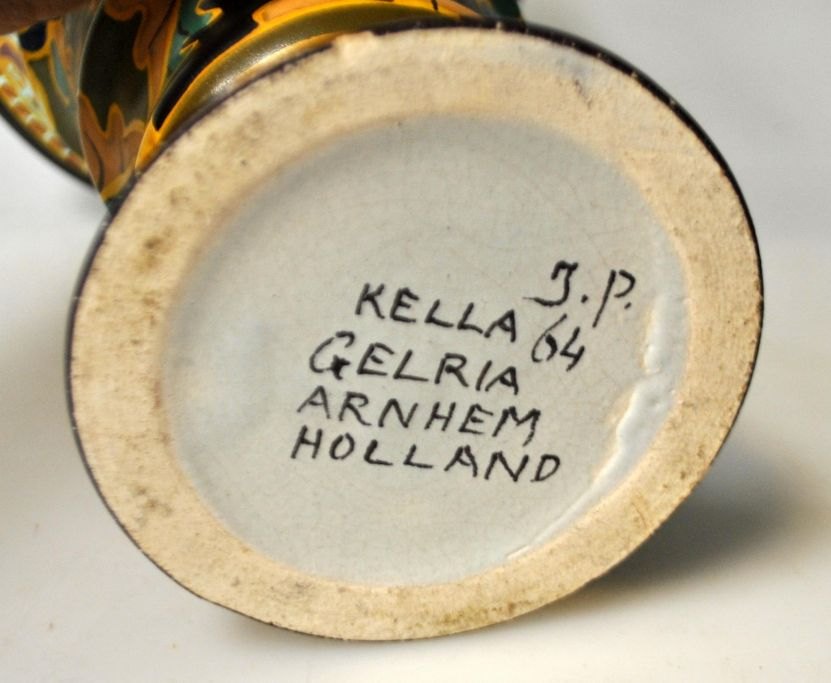 J.P.
KELLA 64
GELRIA
ARNHEM
HOLLAND